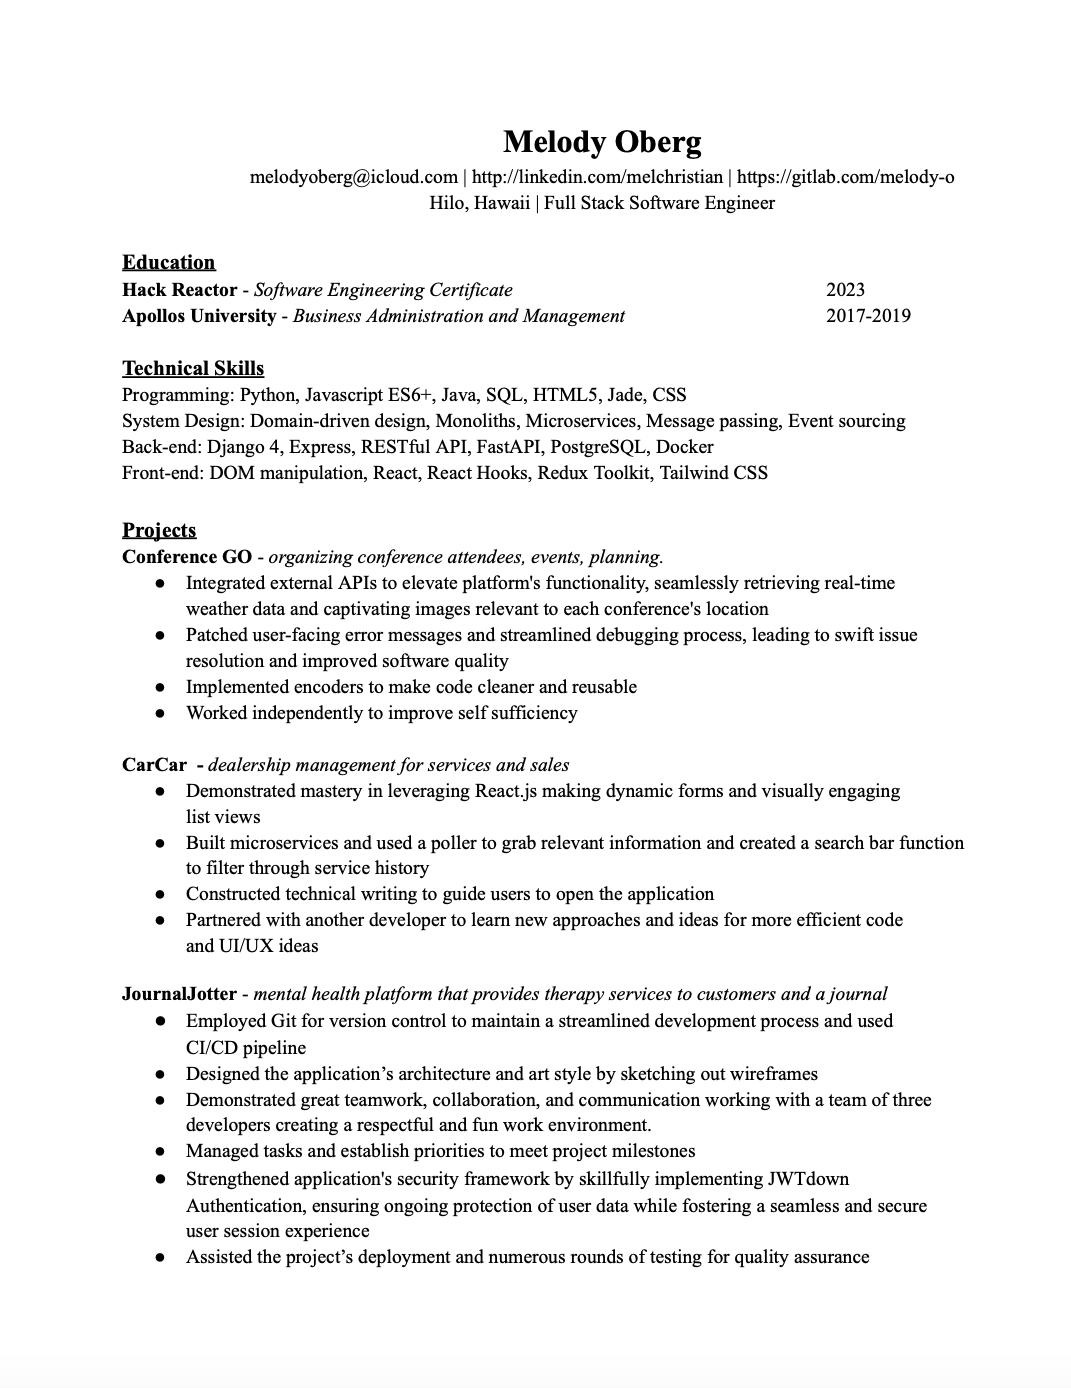 Melody Oberg
melodyoberg@icloud.com | http://linkedin.com/melchristian | https://gitlab.com/melody-o
Hilo, Hawaii | Full Stack Software Engineer
Education
Hack Reactor - Software Engineering Certificate 2023
Apollos University - Business Administration and Management 2017-2019
Technical Skills
Programming: Python, Javascript ES6+, Java, SQL, HTML5, Jade, CSS
System Design: Domain-driven design, Monoliths, Microservices, Message passing, Event sourcing
Back-end: Django 4, Express, RESTful API, FastAPI, PostgreSQL, Docker
Front-end: DOM manipulation, React, React Hooks, Redux Toolkit, Tailwind CSS
Projects
Conference GO - organizing conference attendees, events, planning.
● Integrated external APIs to elevate platform's functionality, seamlessly retrieving real-time
weather data and captivating images relevant to each conference's location
● Patched user-facing error messages and streamlined debugging process, leading to swift issue
resolution and improved software quality
● Implemented encoders to make code cleaner and reusable
● Worked independently to improve self sufficiency
CarCar - dealership management for services and sales
● Demonstrated mastery in leveraging React.js making dynamic forms and visually engaging
list views
● Built microservices and used a poller to grab relevant information and created a search bar function
to filter through service history
● Constructed technical writing to guide users to open the application
● Partnered with another developer to learn new approaches and ideas for more efficient code
and UI/UX ideas
JournalJotter - mental health platform that provides therapy services to customers and a journal
● Employed Git for version control to maintain a streamlined development process and used
CI/CD pipeline
● Designed the application’s architecture and art style by sketching out wireframes
● Demonstrated great teamwork, collaboration, and communication working with a team of three
developers creating a respectful and fun work environment.
● Managed tasks and establish priorities to meet project milestones
● Strengthened application's security framework by skillfully implementing JWTdown
Authentication, ensuring ongoing protection of user data while fostering a seamless and secure
user session experience
● Assisted the project’s deployment and numerous rounds of testing for quality assurance